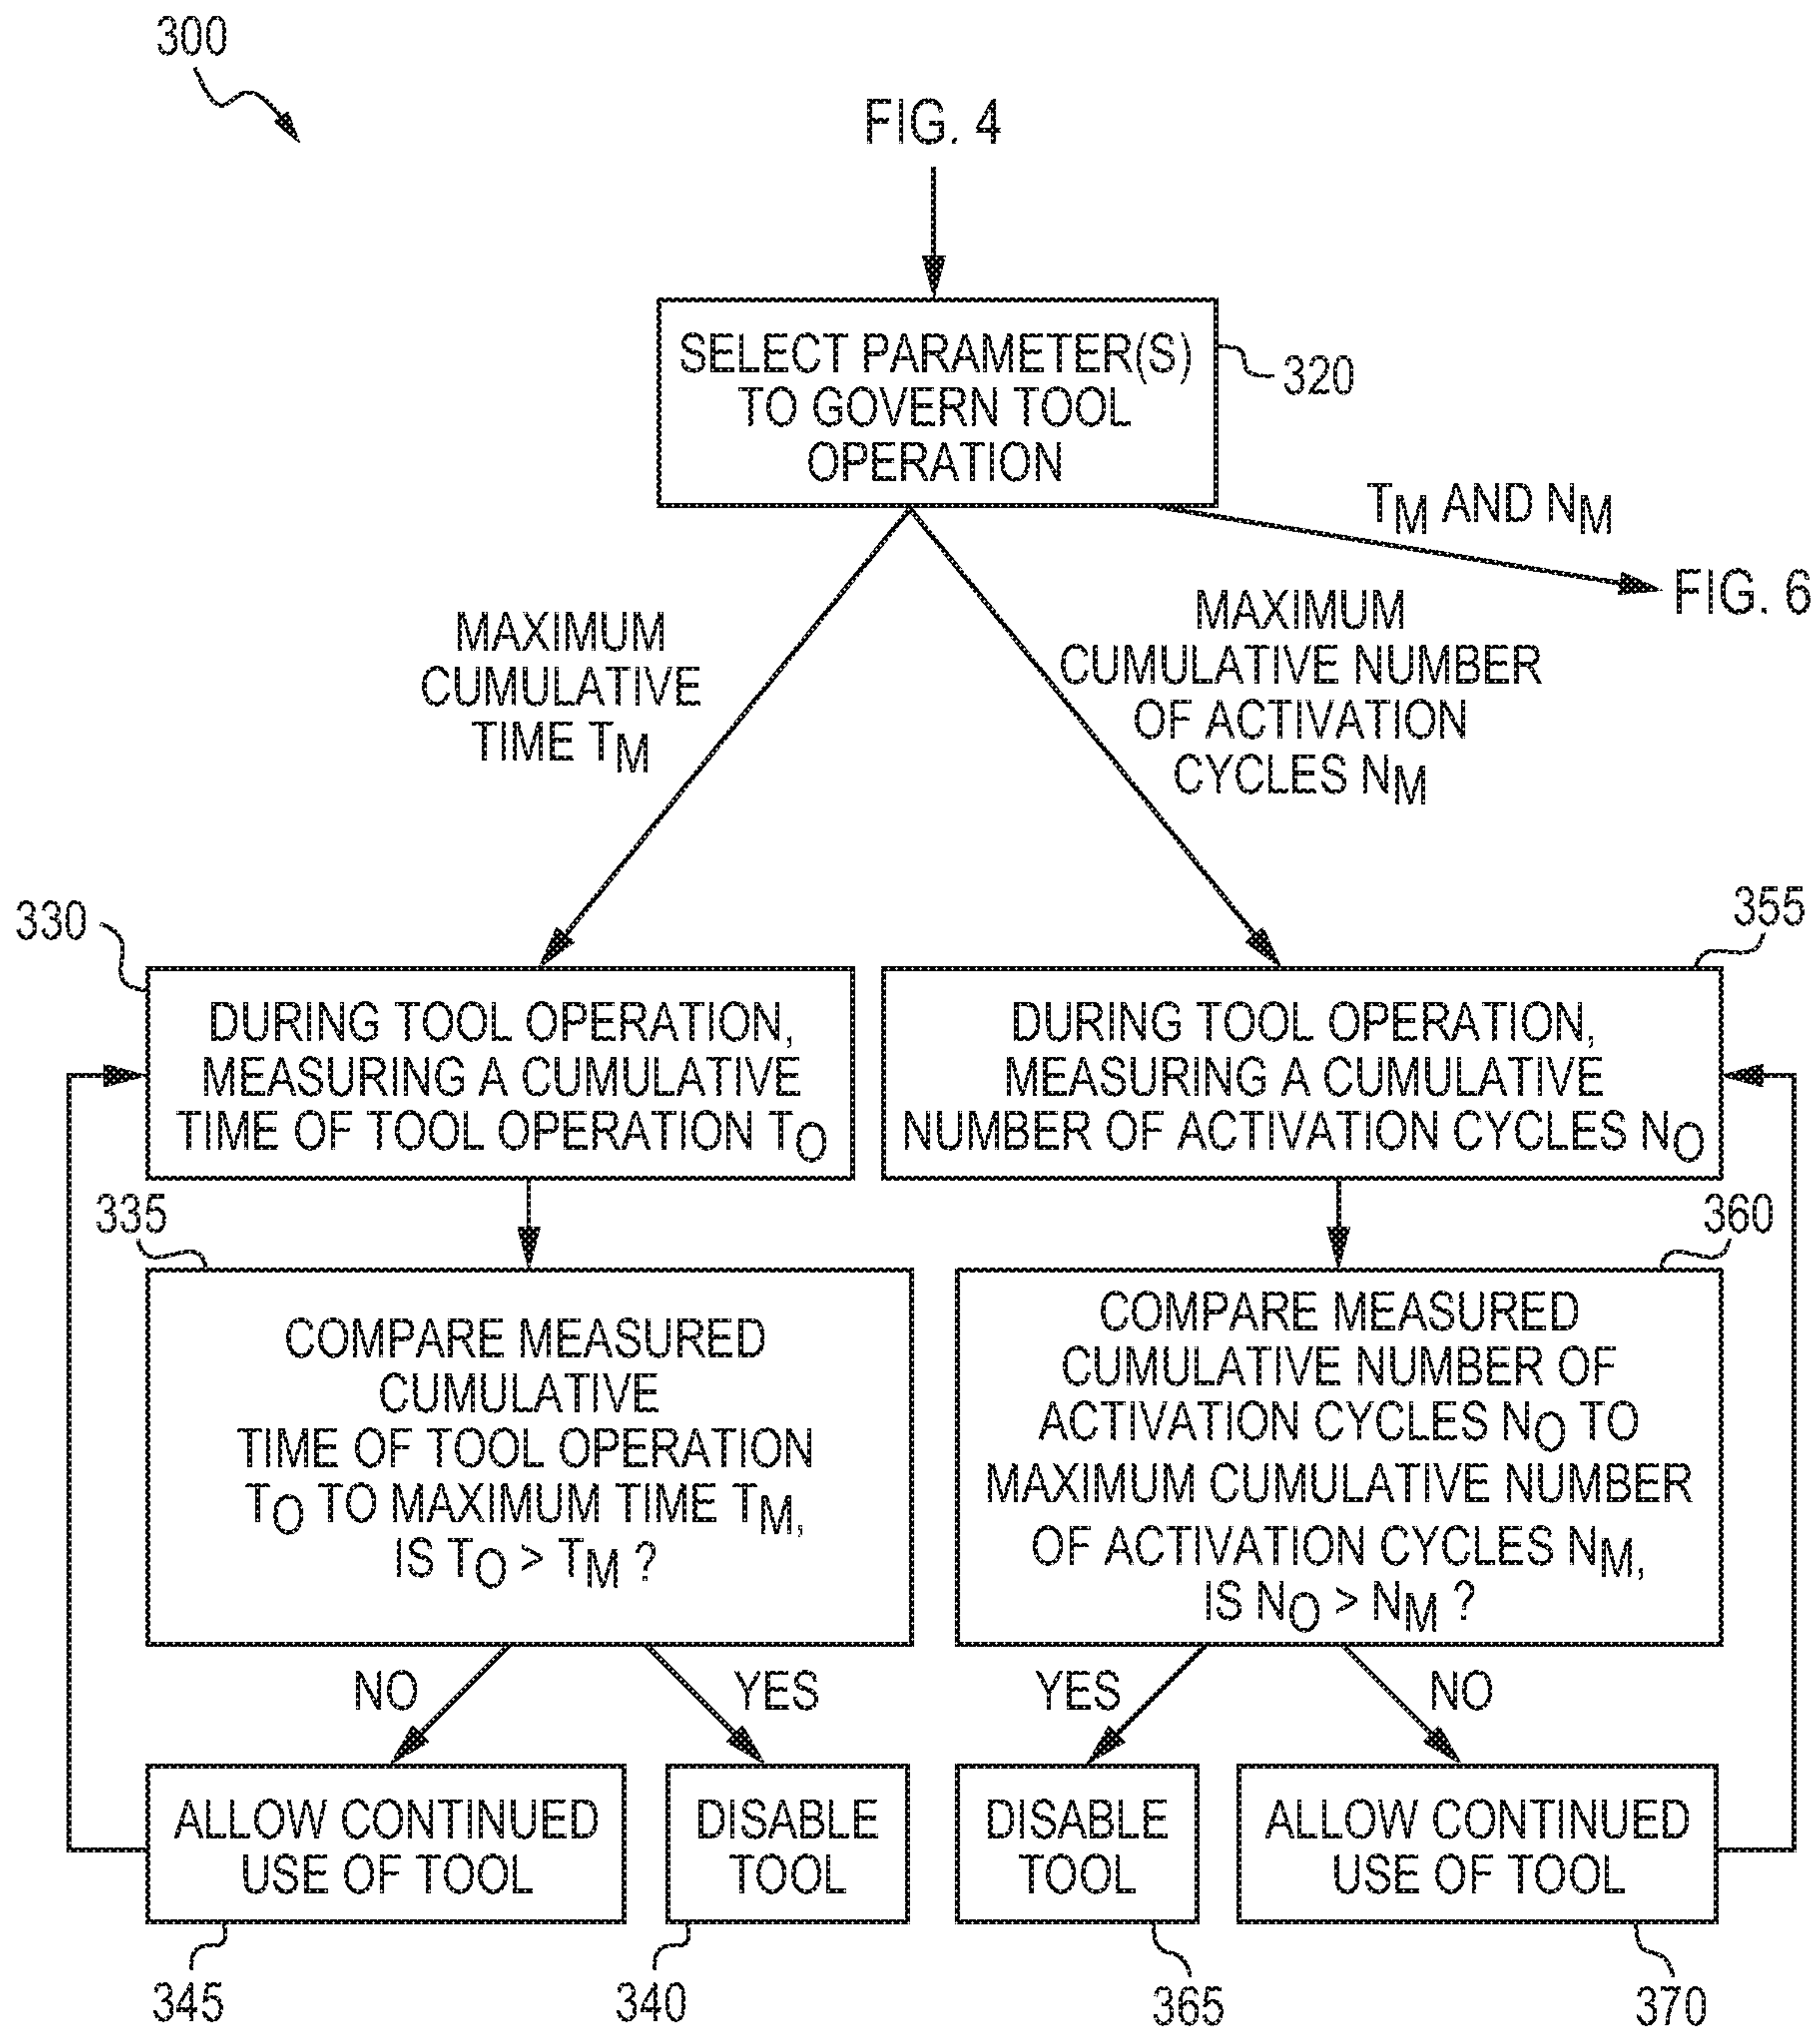 300
FIG. 4
SELECT PARAMETER(S)
TO GOVERN TOOL
OPERATION
320
TM AND NM
FIG. 6
MAXIMUM
CUMULATIVE
TIME TM
MAXIMUM
CUMULATIVE NUMBER
OF ACTIVATION
CYCLES NM
330
DURING TOOL OPERATION,
MEASURING A CUMULATIVE
TIME OF TOOL OPERATION TO
355
DURING TOOL OPERATION,
MEASURING A CUMULATIVE
NUMBER OF ACTIVATION CYCLES NO
335
COMPARE MEASURED
CUMULATIVE
TIME OF TOOL OPERATION
TO TO MAXIMUM TIME TM,
IS TO > TM ?
360
COMPARE MEASURED
CUMULATIVE NUMBER OF
ACTIVATION CYCLES NO TO
MAXIMUM CUMULATIVE NUMBER
OF ACTIVATION CYCLES NM,
IS NO > NM ?
NO
YES
YES
NO
ALLOW CONTINUED
USE OF TOOL
DISABLE
TOOL
DISABLE
TOOL
ALLOW CONTINUED
USE OF TOOL
345
340
365
370